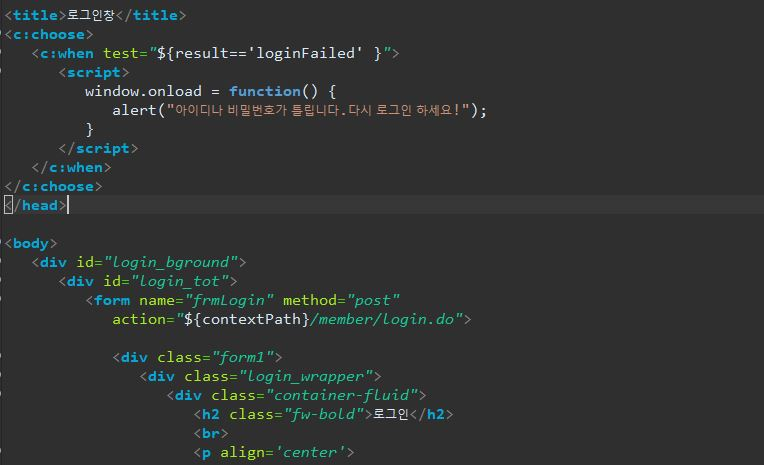 <title>로그인창</title>
<c:choose>
<c:when test="${result=='loginFailed' }">
<script>
window.onload = function() {
alert("아이디나 비밀번호가 틀립니다.다시 로그인 하세요!");
}
</script>
</c:when>
</c:choose>
</head>
<body>
<div id="login_bground">
<div id="login_tot">
<form name="frmLogin" method="post"
action="${contextPath}/member/login.do">
<div class="form1">
<div class="login_wrapper">
<div class="container-fluid">
<h2 class="fw-bold">로그인</h2>
<br>
<p align='center'>